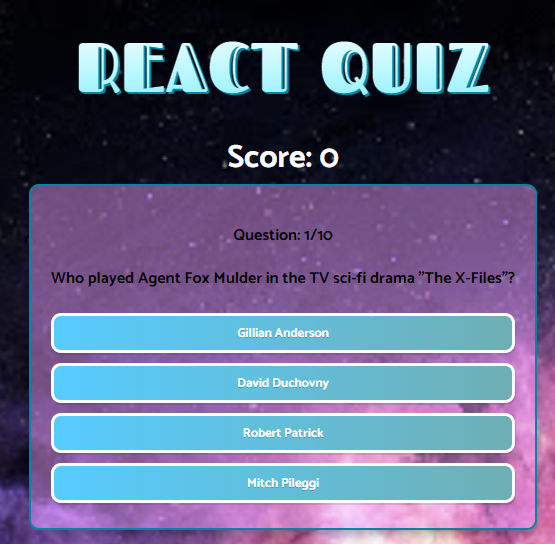 REACT QUIZ
Score: 0
Question: 1/10
Who played Agent Fox Mulder in the TV sci-fi drama "The X-Files"?
Gillian Anderson
David Duchovny
Robert Patrick
Mitch Pileggi